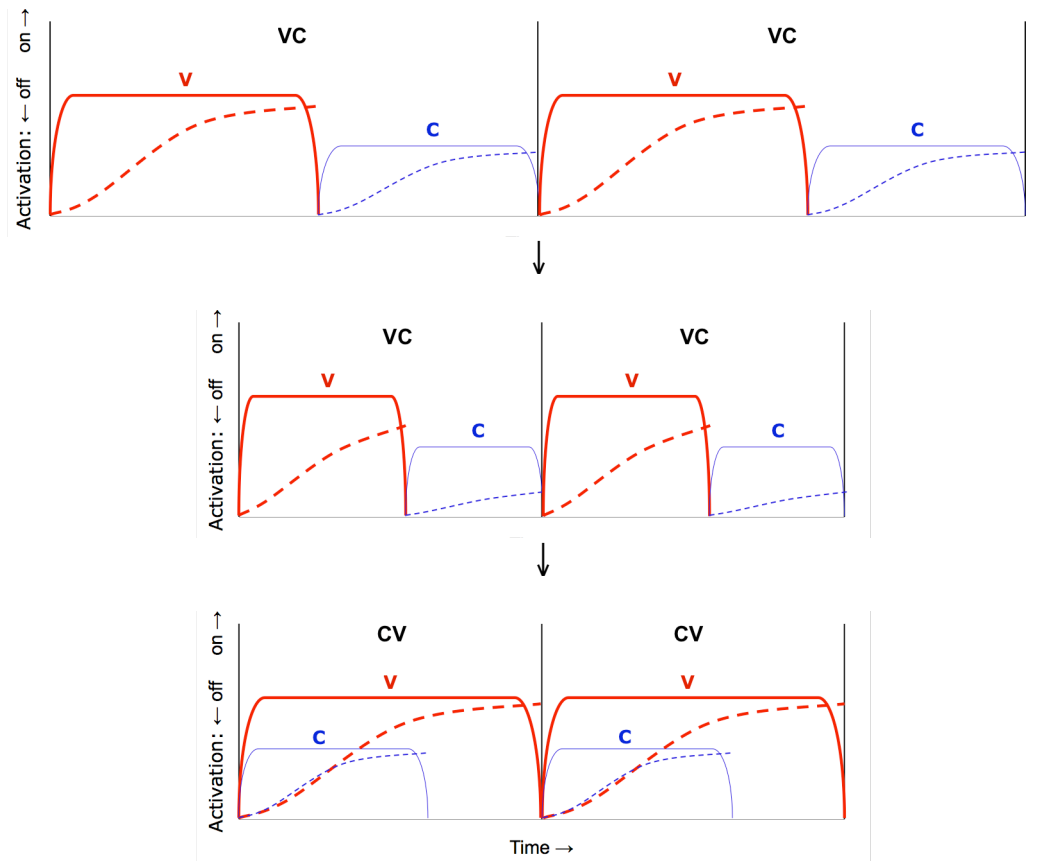 VC VC
V V
C C
Activation: ← off on →
↓
VC VC
V V
C C
Activation: ← off on →
↓
CV CV
V V
C C
Activation: ← off on →
Time →